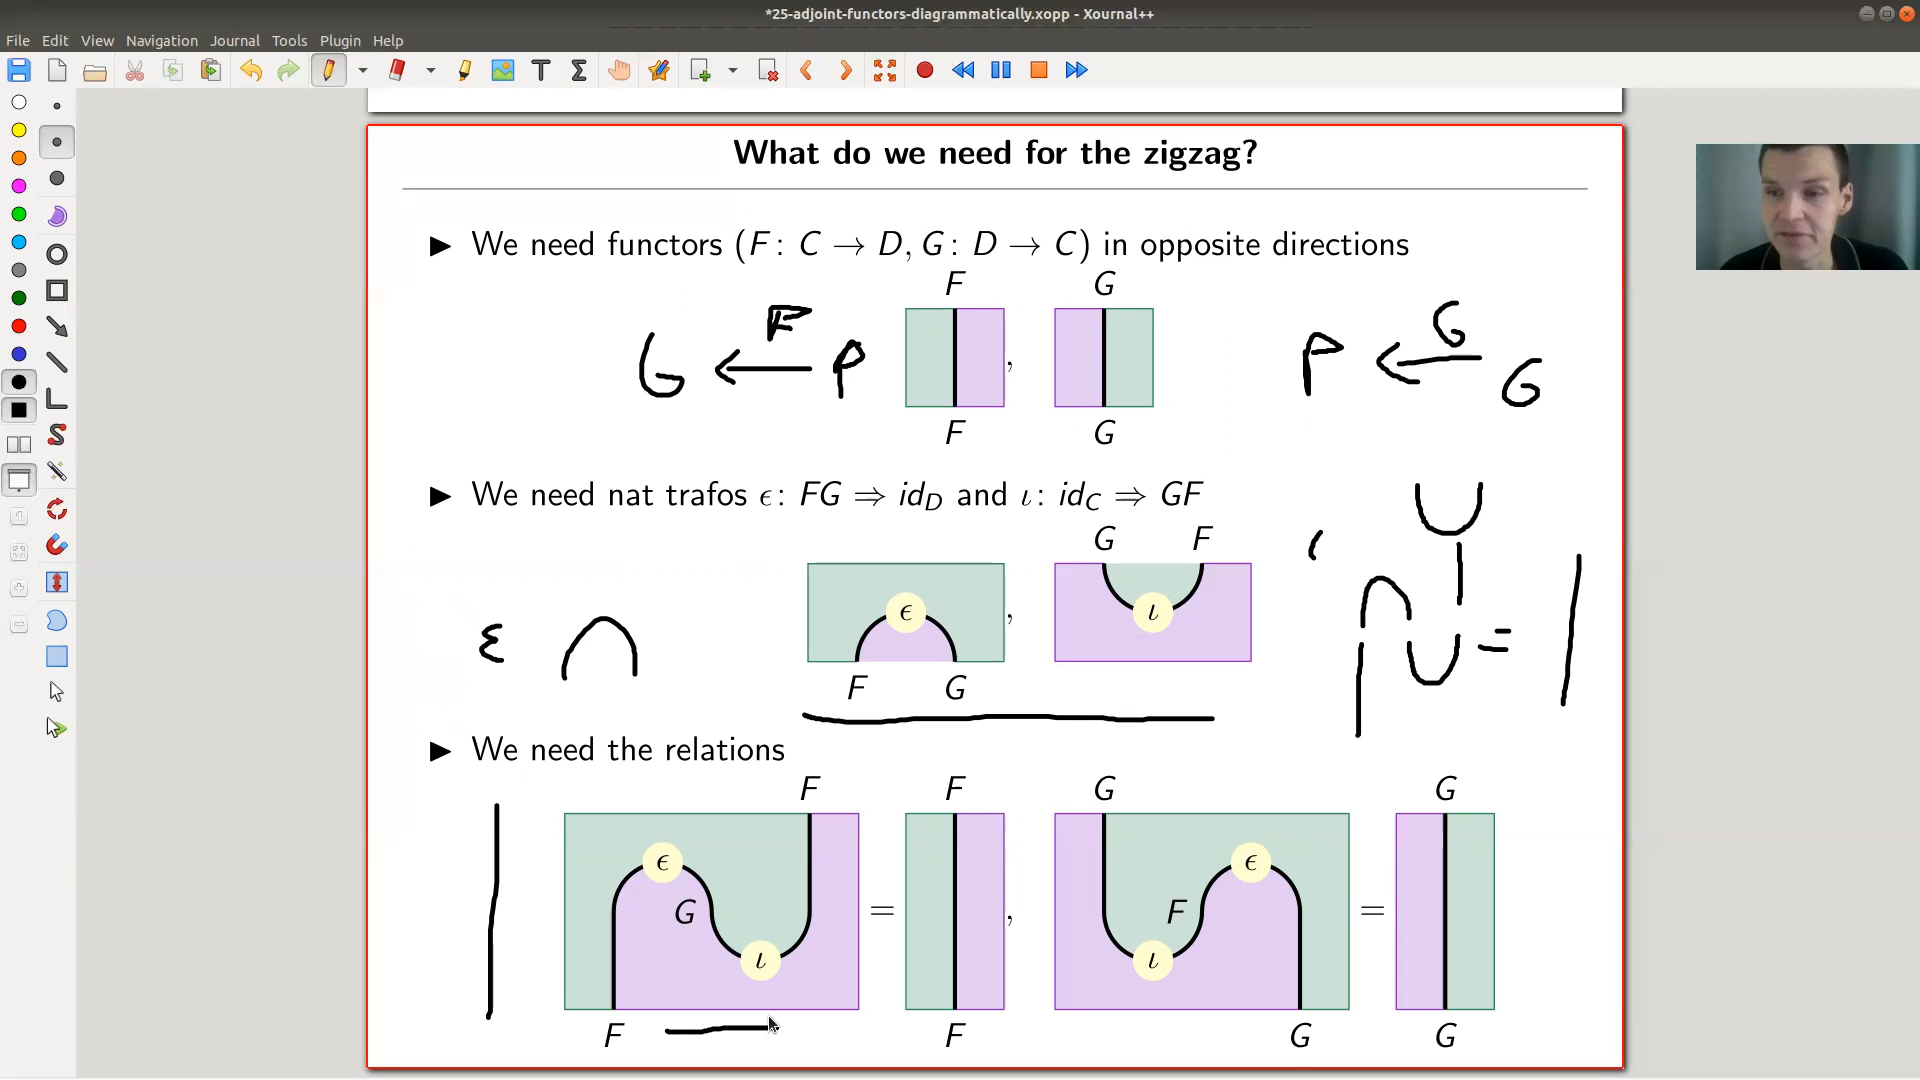 *25-adjoint-functors-diagrammatically.xopp - Xournal++
File Edit View Navigation Journal Tools Plugin Help
What do we need for the zigzag?
▶ We need functors (F: C → D, G: D → C) in opposite directions
F G
G ← P F , P ← G G
F G
▶ We need nat trafos ϵ: FG ⇒ id_D and ι: id_C ⇒ GF
G F
ε ∩ ϵ , ι
F G
▶ We need the relations
F F G G
ϵ ϵ
G = , F =
ι ι
F F G G